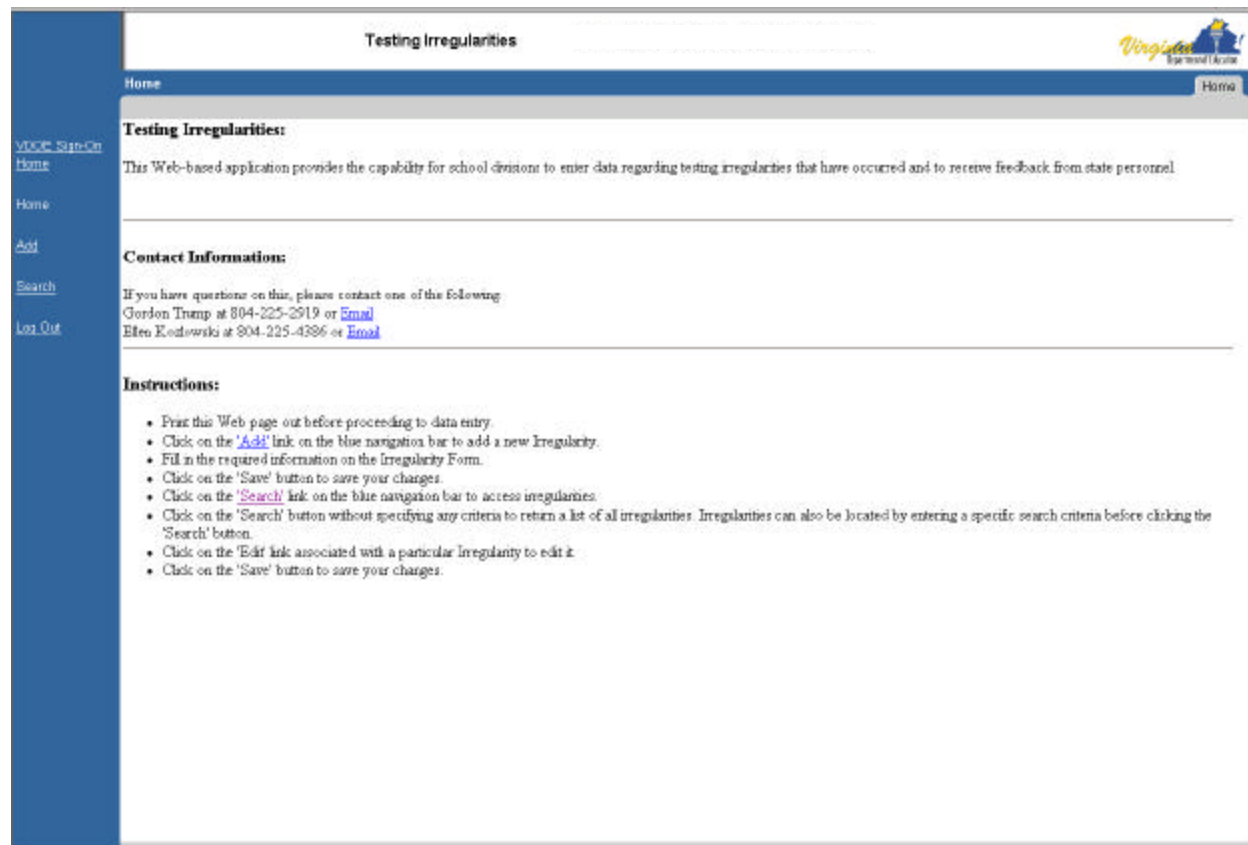 Testing Irregularities
Virginia!
Department of Education
Home
Home
VDOE Sign-On
Home
Home
Add
Search
Log Out
Testing Irregularities:
This Web-based application provides the capability for school divisions to enter data regarding testing irregularities that have occurred and to receive feedback from state personnel
Contact Information:
If you have questions on this, please contact one of the following
Gordon Trump at 804-225-2919 or Email
Ellen Kozlowski at 804-225-4386 or Email
Instructions:
• Print this Web page out before proceeding to data entry.
• Click on the 'Add' link on the blue navigation bar to add a new Irregularity.
• Fill in the required information on the Irregularity Form.
• Click on the 'Save' button to save your changes.
• Click on the 'Search' link on the blue navigation bar to access irregularities.
• Click on the 'Search' button without specifying any criteria to return a list of all irregularities. Irregularities can also be located by entering a specific search criteria before clicking the
'Search' button.
• Click on the 'Edit' link associated with a particular Irregularity to edit it
• Click on the 'Save' button to save your changes.